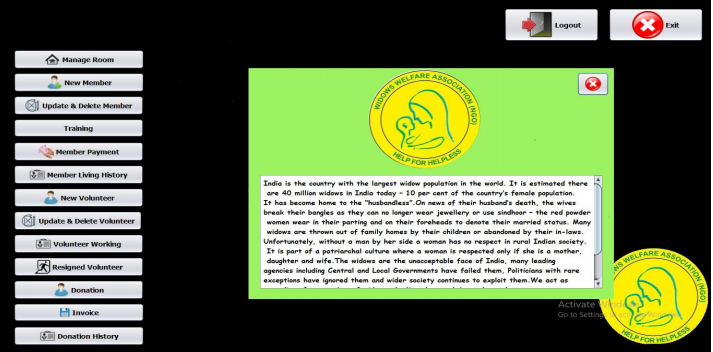 Logout
Exit
Manage Room
New Member
Update & Delete Member
Training
Member Payment
Member Living History
New Volunteer
Update & Delete Volunteer
Volunteer Working
Resigned Volunteer
Donation
Invoice
Donation History
WIDOWS WELFARE ASSOCIATION (NGO)
HELP FOR HELPLESS
India is the country with the largest widow population in the world. It is estimated there
are 40 million widows in India today - 10 per cent of the country's female population.
It has become home to the "husbandless".On news of their husband's death, the wives
break their bangles as they can no longer wear jewellery or use sindhoor - the red powder
women wear in their parting and on their foreheads to denote their married status. Many
widows are thrown out of family homes by their children or abandoned by their in-laws.
Unfortunately, without a man by her side a woman has no respect in rural Indian society.
It is part of a patriarchal culture where a woman is respected only if she is a mother,
daughter and wife.The widows are the unacceptable face of India, many leading
agencies including Central and Local Governments have failed them, Politicians with rare
exceptions have ignored them and wider society continues to exploit them.We act as
WELFARE ASSOCIATION (NGO)
HELP FOR HELPLESS
Activate
Go to Setting